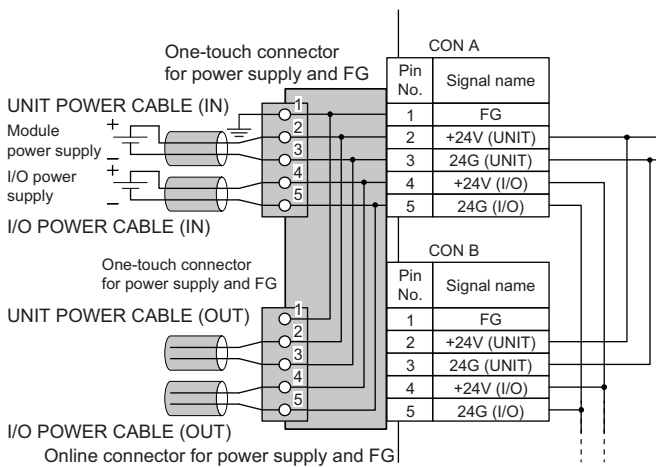 One-touch connector
for power supply and FG
UNIT POWER CABLE (IN)
Module
power supply
+
−
I/O power
supply
+
−
I/O POWER CABLE (IN)
1
2
3
4
5
CON A
Pin No. Signal name
1 FG
2 +24V (UNIT)
3 24G (UNIT)
4 +24V (I/O)
5 24G (I/O)
One-touch connector
for power supply and FG
UNIT POWER CABLE (OUT)
1
2
3
4
5
I/O POWER CABLE (OUT)
CON B
Pin No. Signal name
1 FG
2 +24V (UNIT)
3 24G (UNIT)
4 +24V (I/O)
5 24G (I/O)
Online connector for power supply and FG